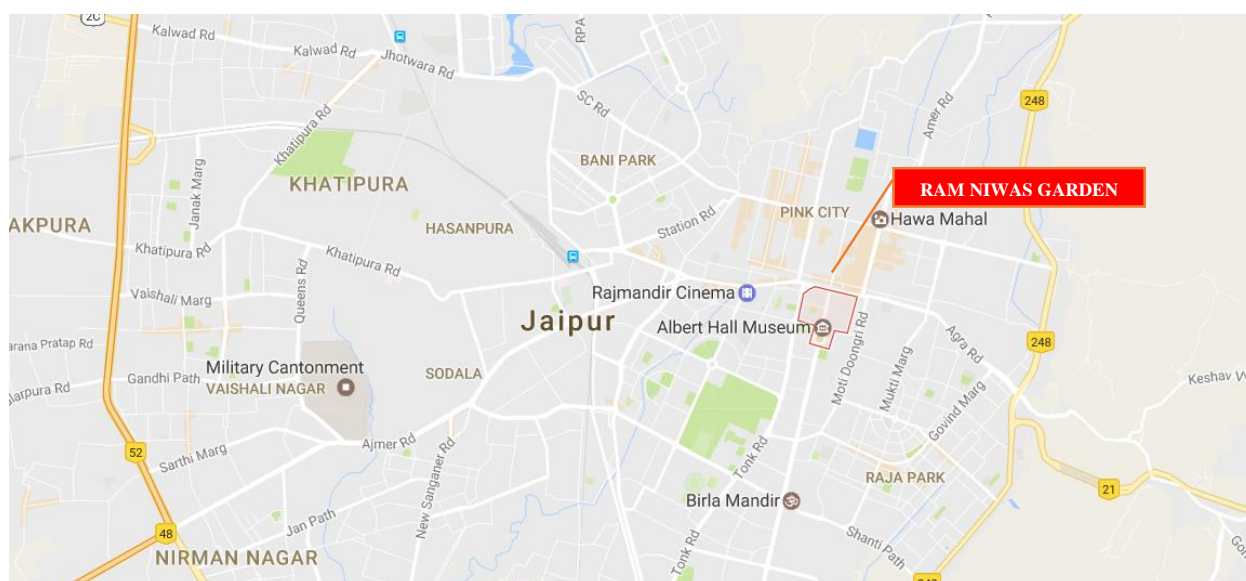 2C
Kalwad Rd
Kalwad Rd
Jhotwara Rd
RPA
SC Rd
248
Amer Rd
Khatipura Rd
BANI PARK
KHATIPURA
Janak Marg
RAM NIWAS GARDEN
PINK CITY
Hawa Mahal
AKPURA
HASANPURA
Station Rd
Khatipura Rd
Khatipura Rd
Queens Rd
Vaishali Marg
Rajmandir Cinema
Jaipur
Albert Hall Museum
arana Pratap Rd
Moti Doongri Rd
Agra Rd
248
Military Cantonment
VAISHALI NAGAR
Gandhi Path
SODALA
Mukti Marg
Keshav V
Govind Marg
Ajmer Rd
52
Sarthi Marg
New Sanganer Rd
Tonk Rd
RAJA PARK
21
Birla Mandir
48
Jan Path
NIRMAN NAGAR
Tonk Rd
Shanti Path